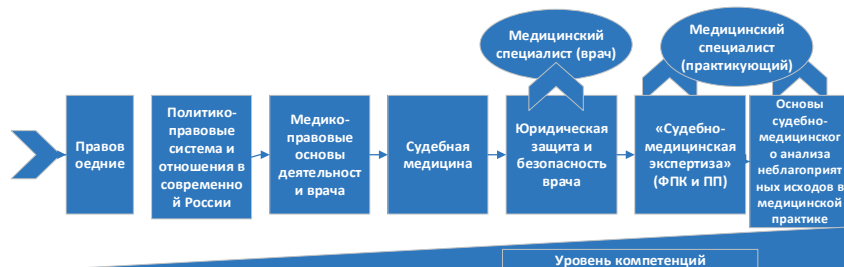 Медицинский
специалист (врач)
Медицинский
специалист
(практикующий)
Правов
оедние
Политико-
правовые
система и
отношения в
современно
й России
Медико-
правовые
основы
деятельност
и врача
Судебная
медицина
Юридическая
защита и
безопасность
врача
«Судебно-
медицинская
экспертиза»
(ФПК и ПП)
Основы
судебно-
медицинског
о анализа
неблагоприят
ных исходов в
медицинской
практике
Уровень компетенций